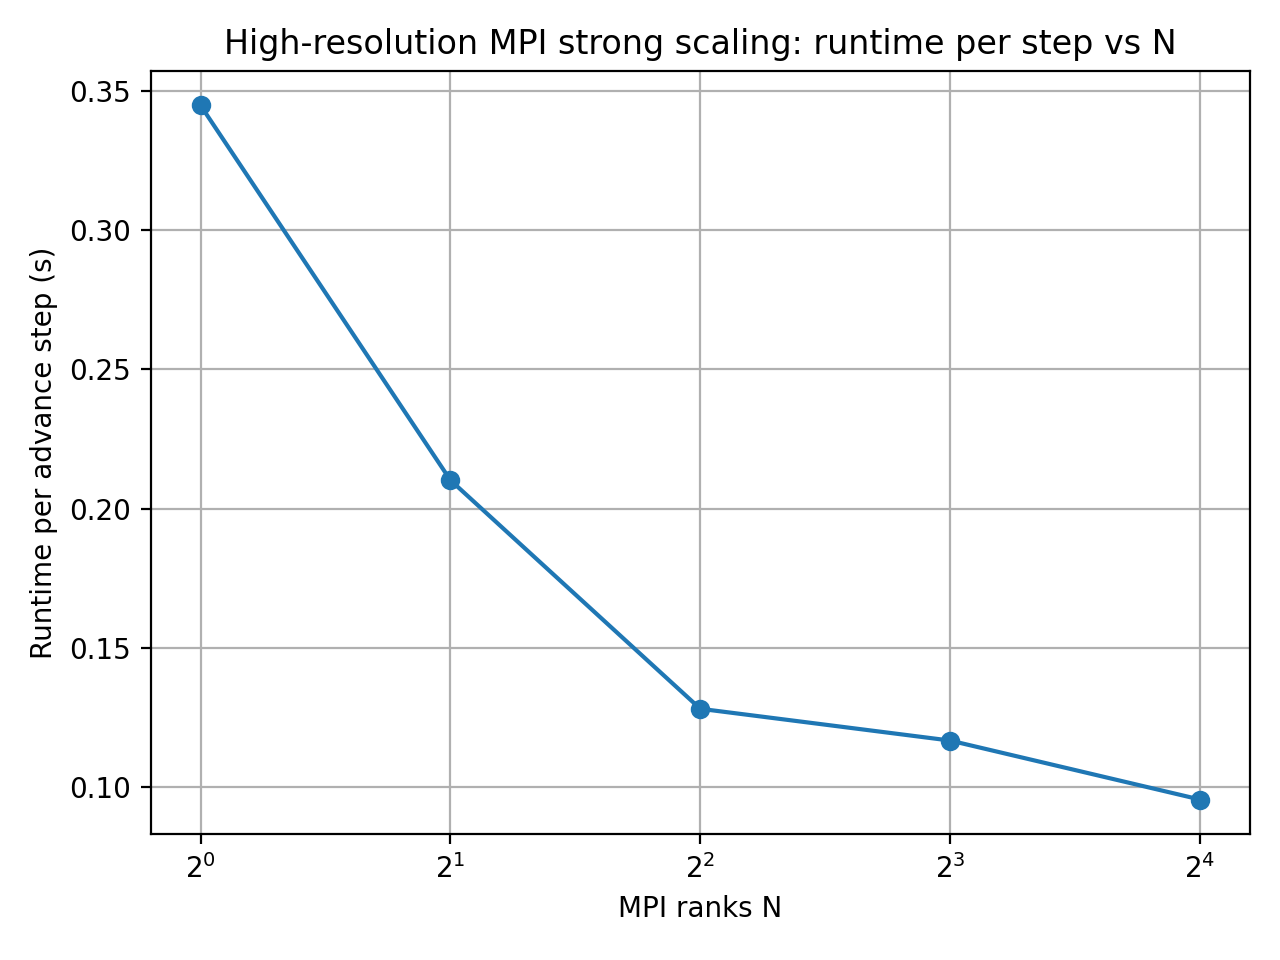 High-resolution MPI strong scaling: runtime per step vs N
Runtime per advance step (s)
0.35
0.30
0.25
0.20
0.15
0.10
2⁰ 2¹ 2² 2³ 2⁴
MPI ranks N